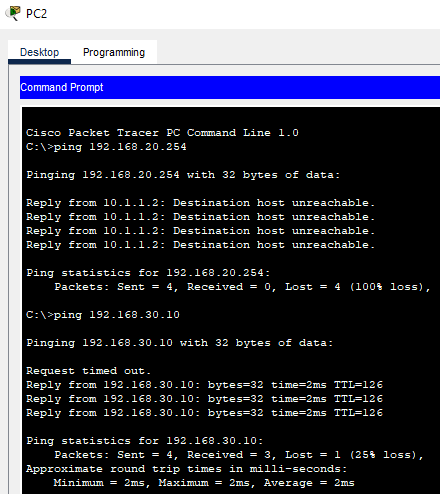 PC2
Desktop Programming
Command Prompt
Cisco Packet Tracer PC Command Line 1.0
C:\>ping 192.168.20.254
Pinging 192.168.20.254 with 32 bytes of data:
Reply from 10.1.1.2: Destination host unreachable.
Reply from 10.1.1.2: Destination host unreachable.
Reply from 10.1.1.2: Destination host unreachable.
Reply from 10.1.1.2: Destination host unreachable.
Ping statistics for 192.168.20.254:
    Packets: Sent = 4, Received = 0, Lost = 4 (100% loss),
C:\>ping 192.168.30.10
Pinging 192.168.30.10 with 32 bytes of data:
Request timed out.
Reply from 192.168.30.10: bytes=32 time=2ms TTL=126
Reply from 192.168.30.10: bytes=32 time=2ms TTL=126
Reply from 192.168.30.10: bytes=32 time=2ms TTL=126
Ping statistics for 192.168.30.10:
    Packets: Sent = 4, Received = 3, Lost = 1 (25% loss),
Approximate round trip times in milli-seconds:
    Minimum = 2ms, Maximum = 2ms, Average = 2ms